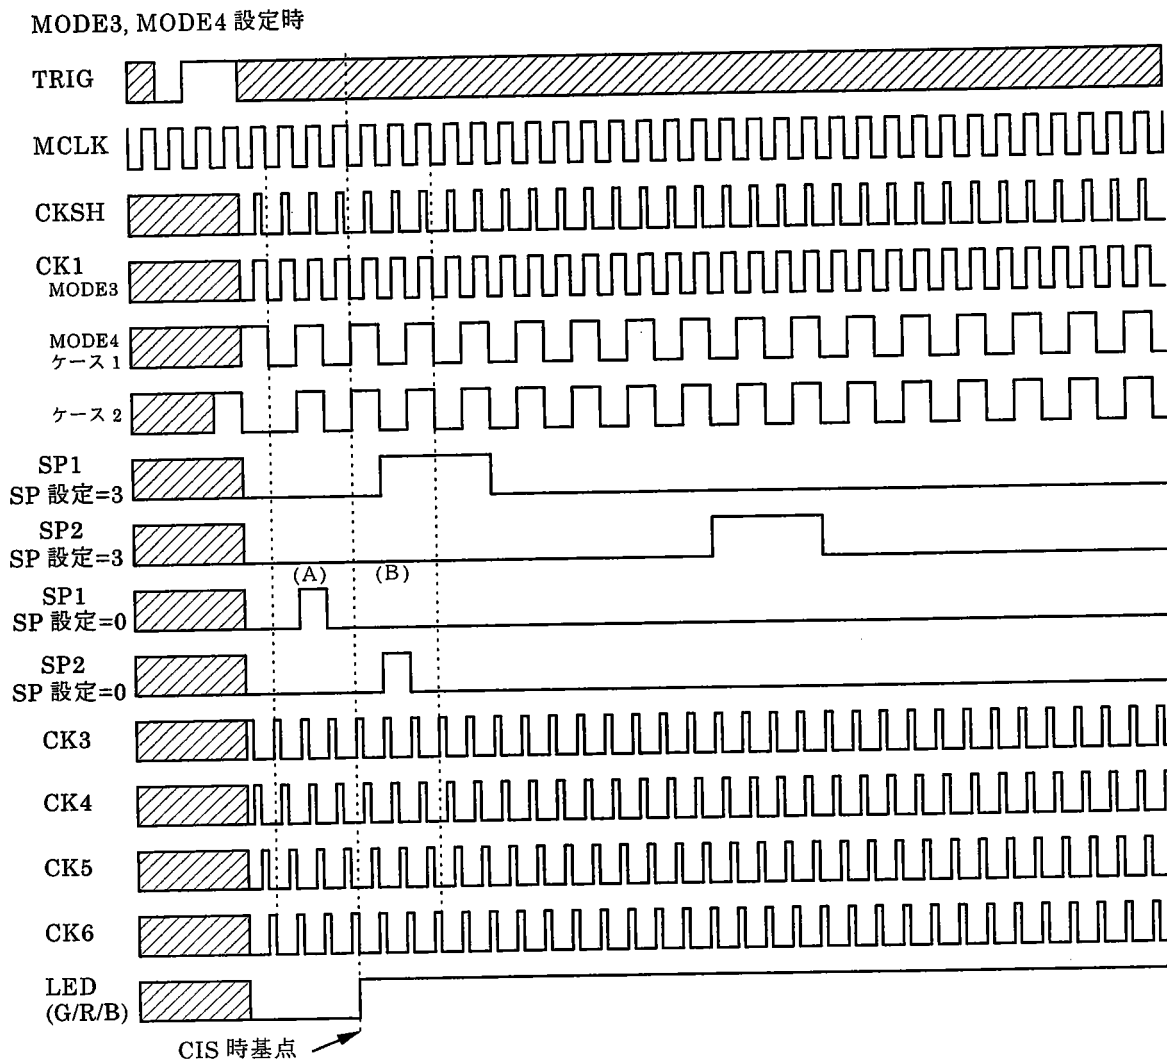 MODE3, MODE4 設定時
TRIG
MCLK
CKSH
CK1
MODE3
MODE4
ケース 1
ケース 2
SP1
SP 設定=3
SP2
SP 設定=3
(A)
(B)
SP1
SP 設定=0
SP2
SP 設定=0
CK3
CK4
CK5
CK6
LED
(G/R/B)
CIS 時基点